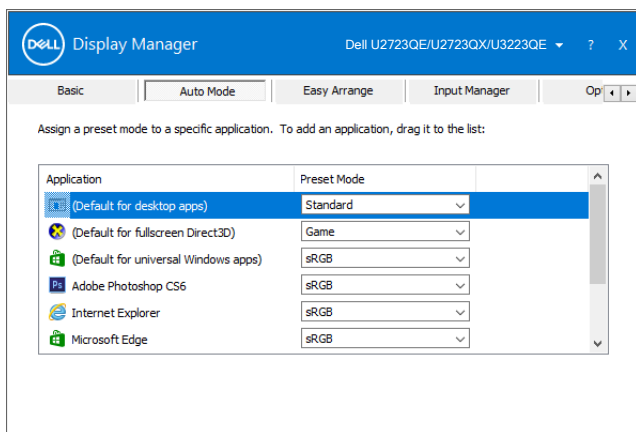 DELL Display Manager Dell U2723QE/U2723QX/U3223QE ? X
Basic Auto Mode Easy Arrange Input Manager Op
Assign a preset mode to a specific application. To add an application, drag it to the list:
Application Preset Mode
(Default for desktop apps) Standard
(Default for fullscreen Direct3D) Game
(Default for universal Windows apps) sRGB
Ps Adobe Photoshop CS6 sRGB
Internet Explorer sRGB
Microsoft Edge sRGB